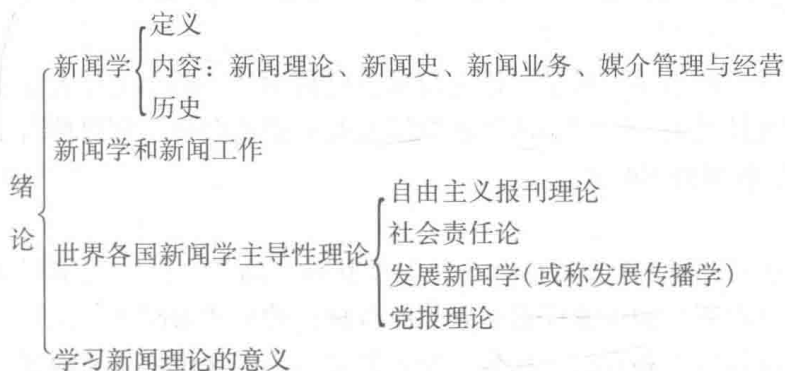 定义
新闻学
内容：新闻理论、新闻史、新闻业务、媒介管理与经营
历史
新闻学和新闻工作
绪论
自由主义报刊理论
社会责任论
世界各国新闻学主导性理论
发展新闻学(或称发展传播学)
党报理论
学习新闻理论的意义